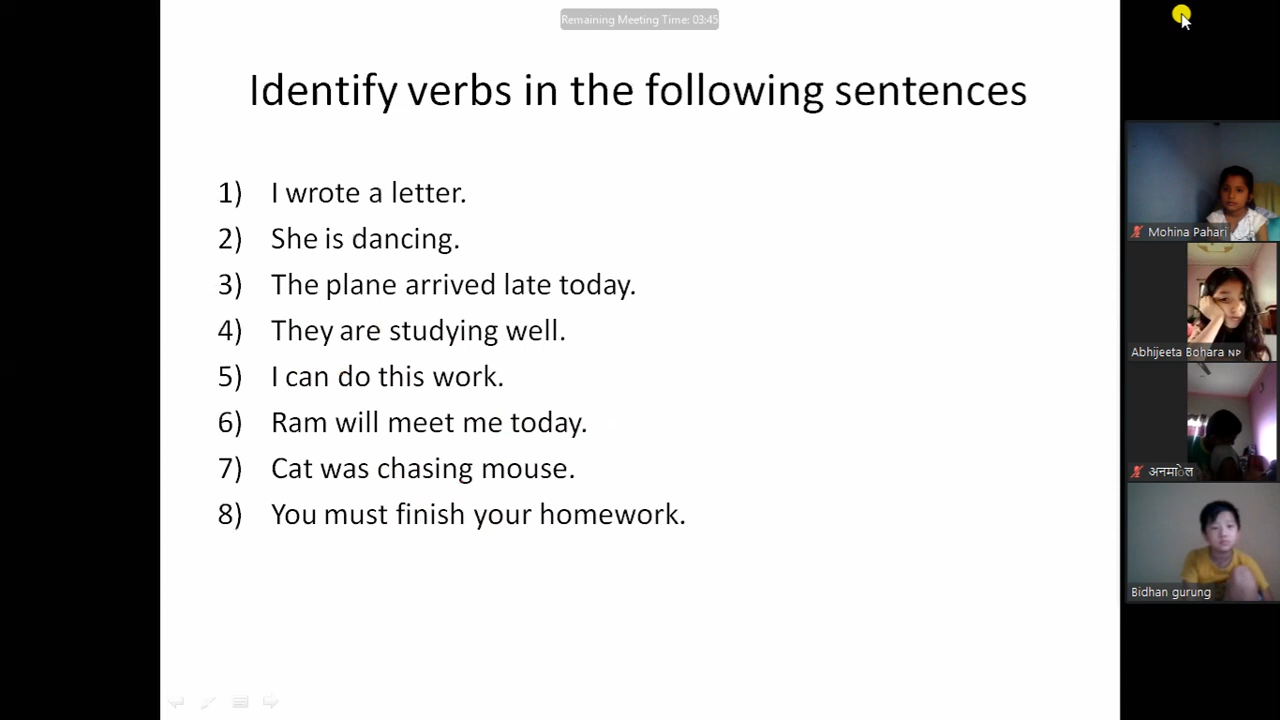 Remaining Meeting Time: 03:45
Identify verbs in the following sentences
1) I wrote a letter.
2) She is dancing.
3) The plane arrived late today.
4) They are studying well.
5) I can do this work.
6) Ram will meet me today.
7) Cat was chasing mouse.
8) You must finish your homework.
Mohina Pahari
Abhijeeta Bohara NP
अनमाेल
Bidhan gurung